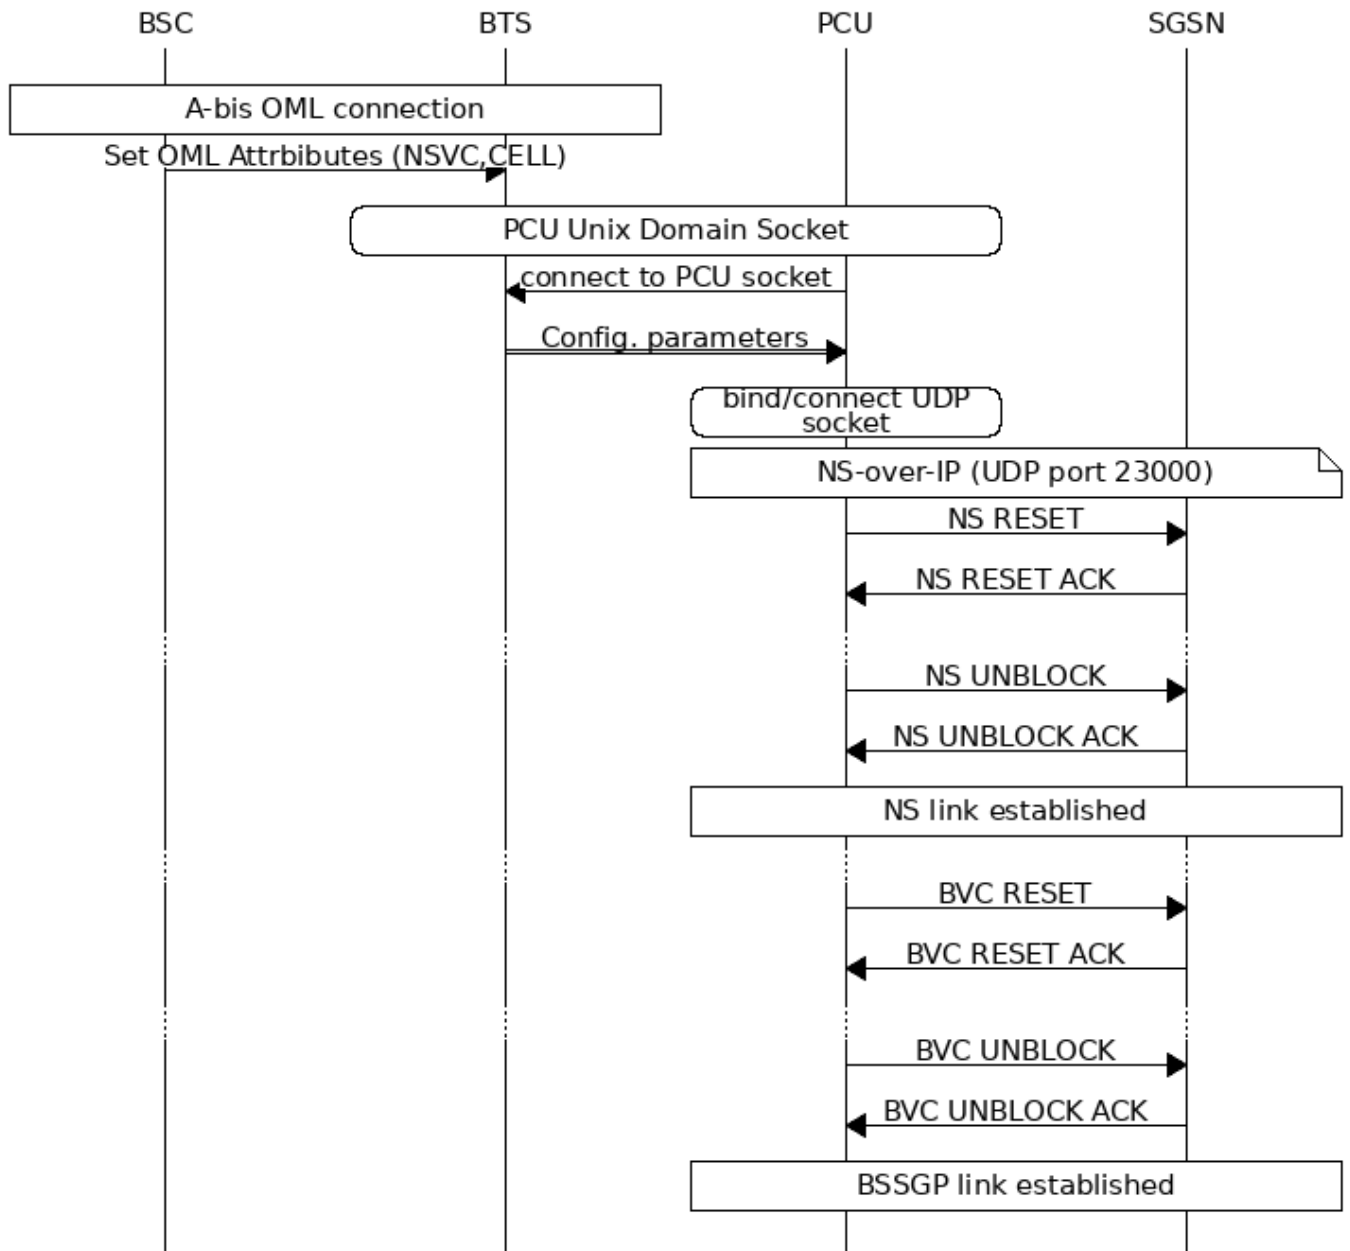 BSC BTS PCU SGSN
A-bis OML connection
Set OML Attrbibutes (NSVC,CELL)
PCU Unix Domain Socket
connect to PCU socket
Config. parameters
bind/connect UDP
socket
NS-over-IP (UDP port 23000)
NS RESET
NS RESET ACK
NS UNBLOCK
NS UNBLOCK ACK
NS link established
BVC RESET
BVC RESET ACK
BVC UNBLOCK
BVC UNBLOCK ACK
BSSGP link established